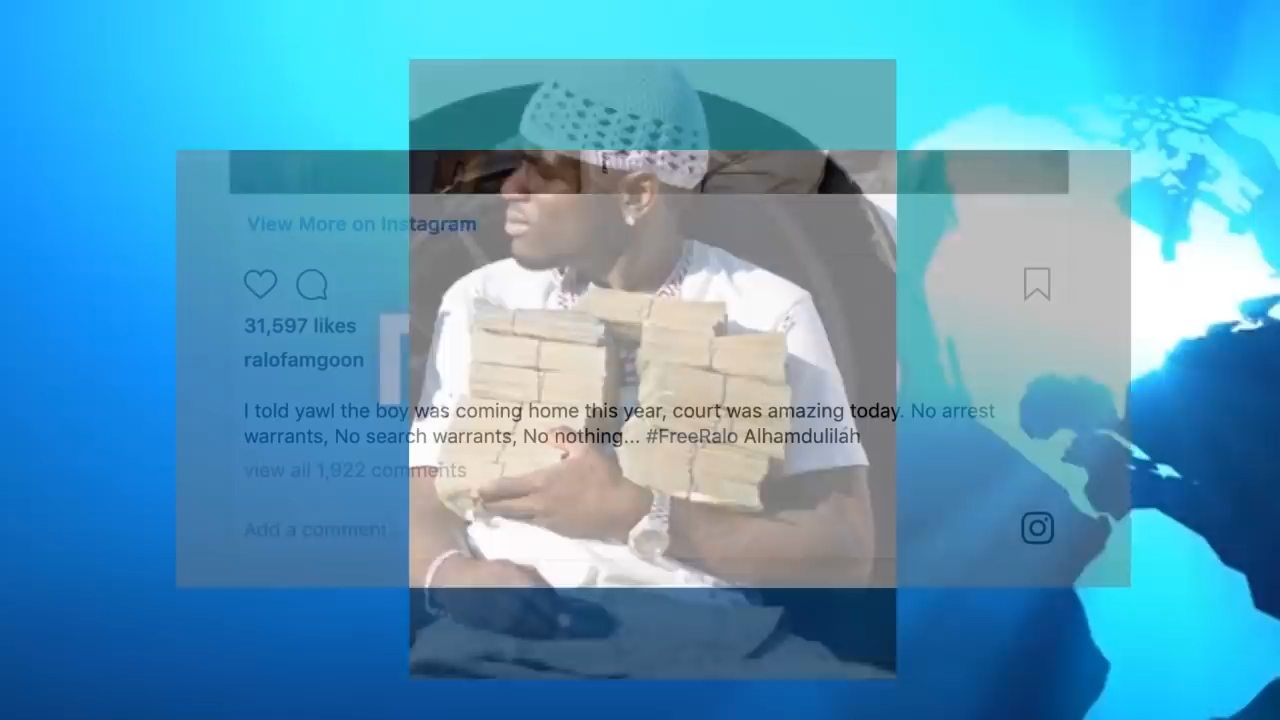 View More on Instagram
31,597 likes
ralofamgoon
I told yawl the boy was coming home this year, court was amazing today. No arrest
warrants, No search warrants, No nothing... #FreeRalo Alhamdulilah
view all 1,922 comments
Add a comment...